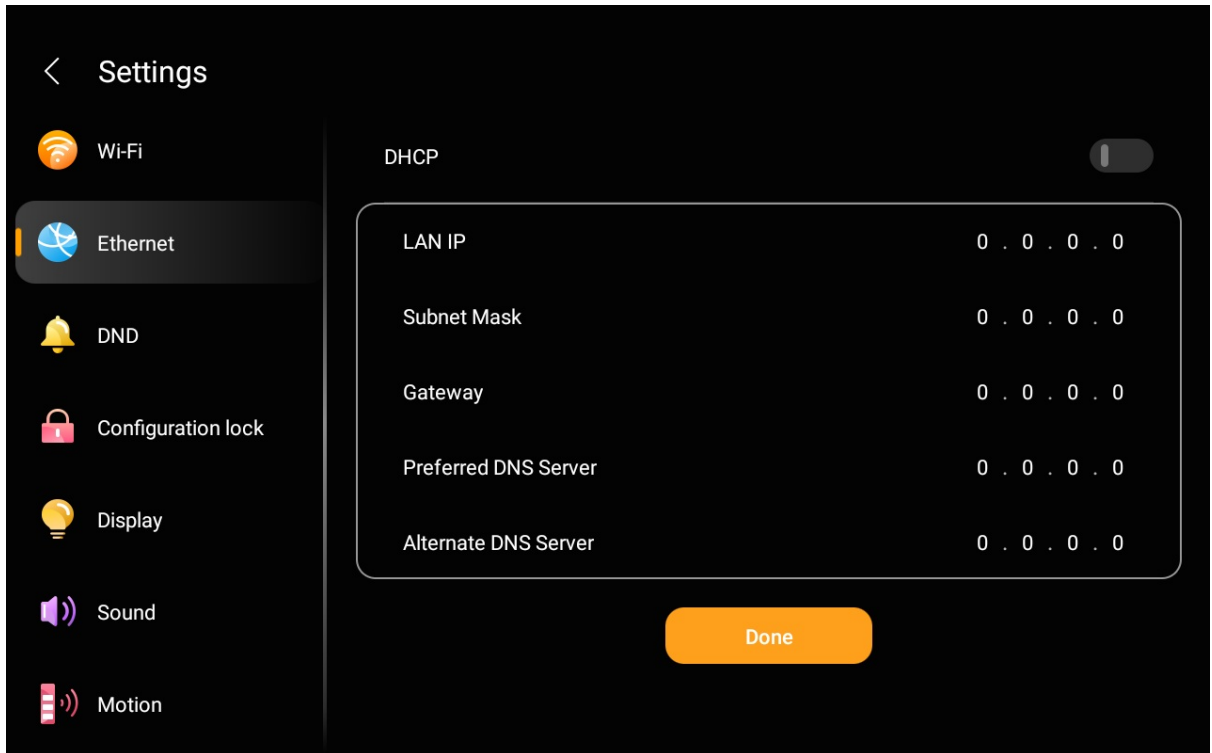 Settings
Wi-Fi
Ethernet
DND
Configuration lock
Display
Sound
Motion
DHCP
LAN IP 0 . 0 . 0 . 0
Subnet Mask 0 . 0 . 0 . 0
Gateway 0 . 0 . 0 . 0
Preferred DNS Server 0 . 0 . 0 . 0
Alternate DNS Server 0 . 0 . 0 . 0
Done